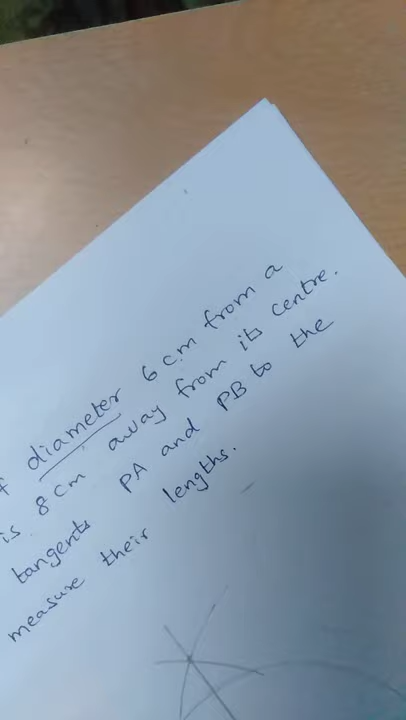 diameter 6 cm from a
is 8 cm away from its centre.
tangents PA and PB to the
measure their lengths.